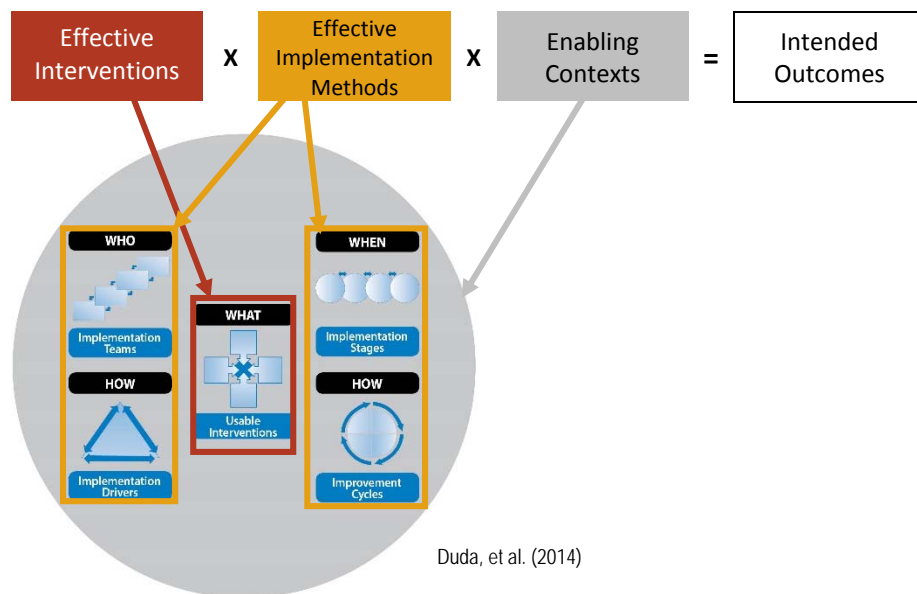 Effective
Interventions
X
Effective
Implementation
Methods
X
Enabling
Contexts
=
Intended
Outcomes
WHO
Implementation
Teams
HOW
Implementation
Drivers
WHAT
Usable
Interventions
WHEN
Implementation
Stages
HOW
Improvement
Cycles
Duda, et al. (2014)